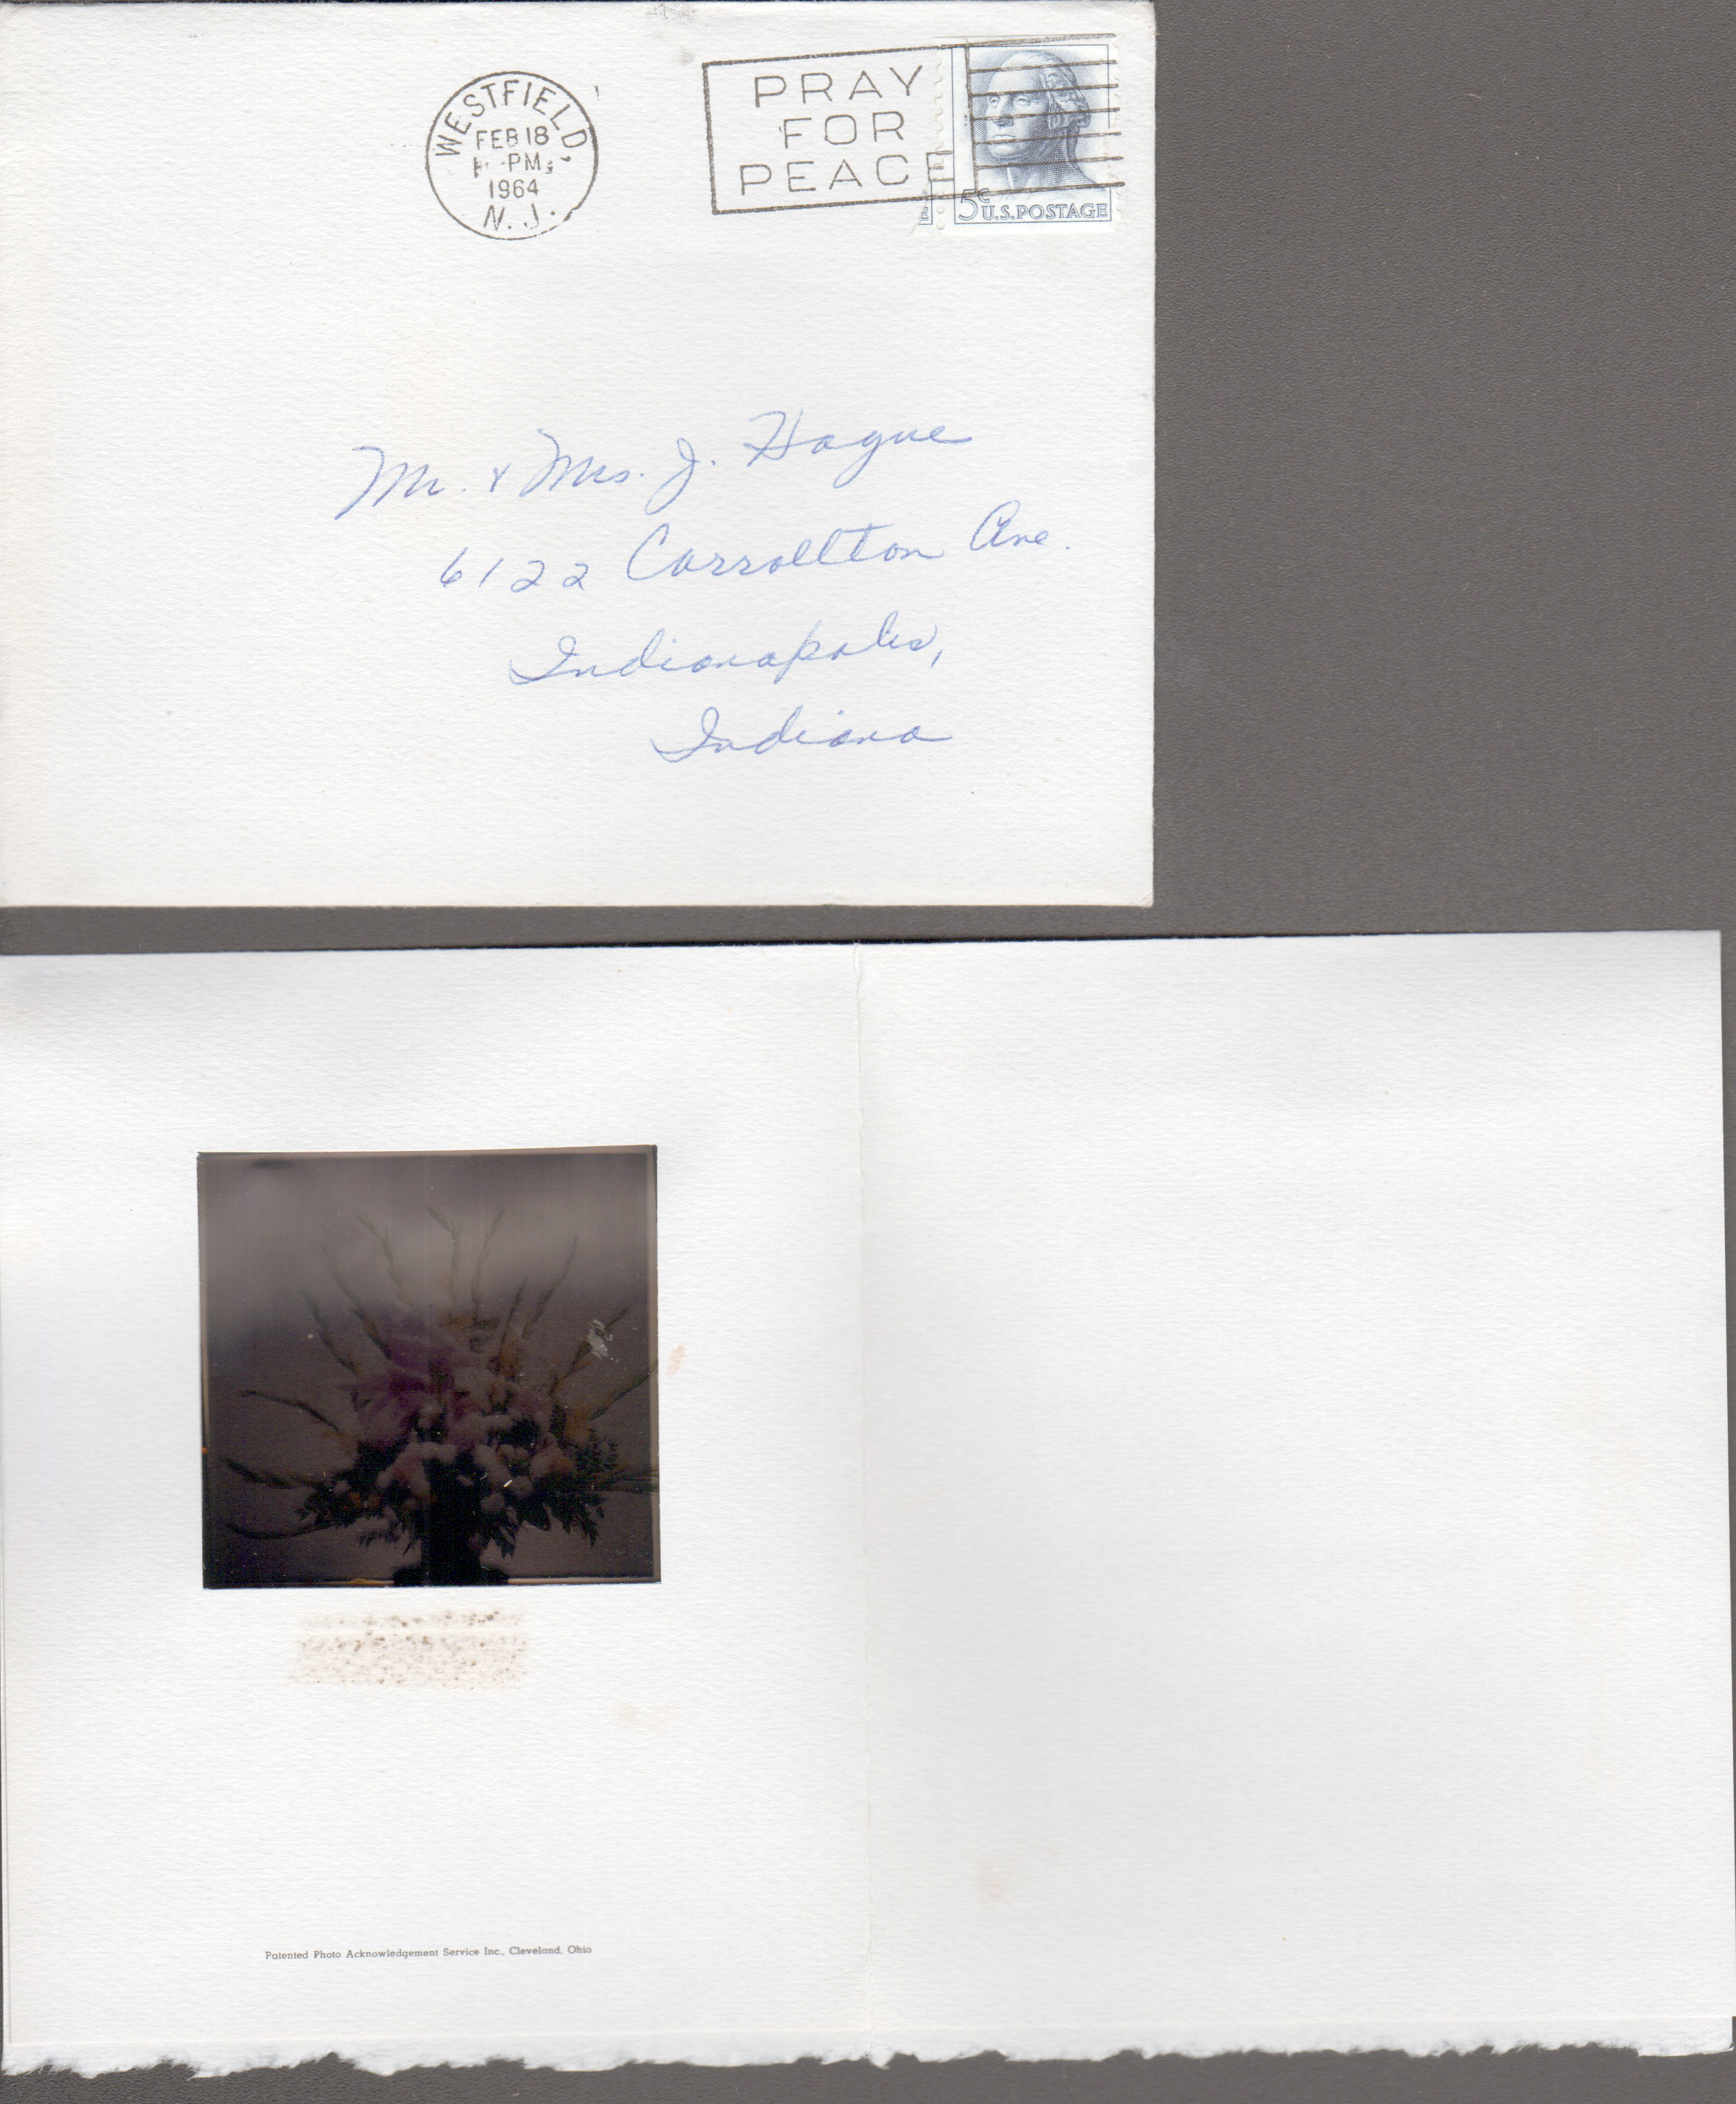 WESTFIELD
FEB 18
PM
1964
N. J.
PRAY
FOR
PEACE
5¢ U.S. POSTAGE
E
Mr. & Mrs. J. Hague
6122 Carrollton Ave.
Indianapolis,
Indiana
Patented Photo Acknowledgement Service Inc., Cleveland, Ohio